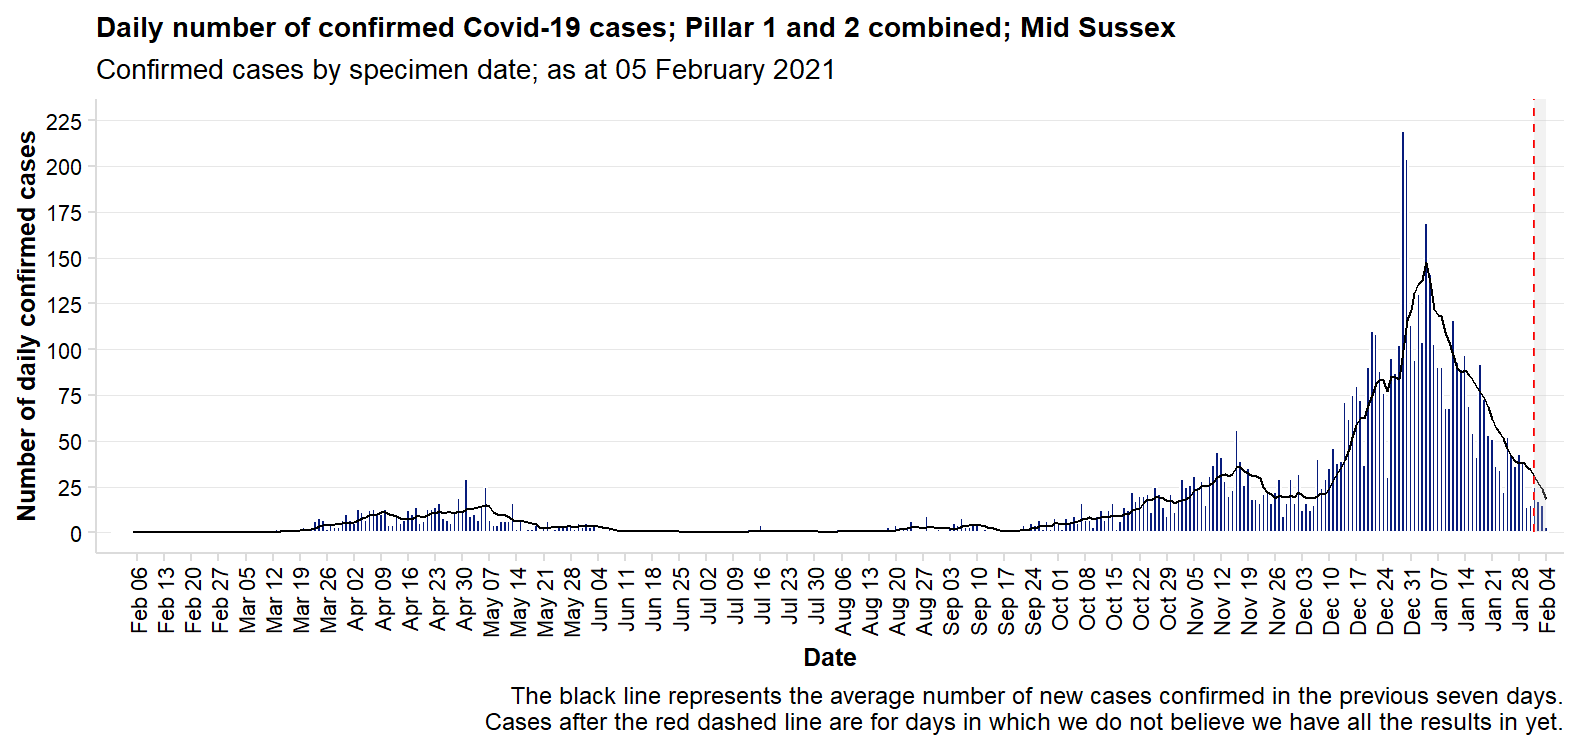 Daily number of confirmed Covid-19 cases; Pillar 1 and 2 combined; Mid Sussex
Confirmed cases by specimen date; as at 05 February 2021
Number of daily confirmed cases
225
200
175
150
125
100
75
50
25
0
Feb 06
Feb 13
Feb 20
Feb 27
Mar 05
Mar 12
Mar 19
Mar 26
Apr 02
Apr 09
Apr 16
Apr 23
Apr 30
May 07
May 14
May 21
May 28
Jun 04
Jun 11
Jun 18
Jun 25
Jul 02
Jul 09
Jul 16
Jul 23
Jul 30
Aug 06
Aug 13
Aug 20
Aug 27
Sep 03
Sep 10
Sep 17
Sep 24
Oct 01
Oct 08
Oct 15
Oct 22
Oct 29
Nov 05
Nov 12
Nov 19
Nov 26
Dec 03
Dec 10
Dec 17
Dec 24
Dec 31
Jan 07
Jan 14
Jan 21
Jan 28
Feb 04
Date
The black line represents the average number of new cases confirmed in the previous seven days.
Cases after the red dashed line are for days in which we do not believe we have all the results in yet.